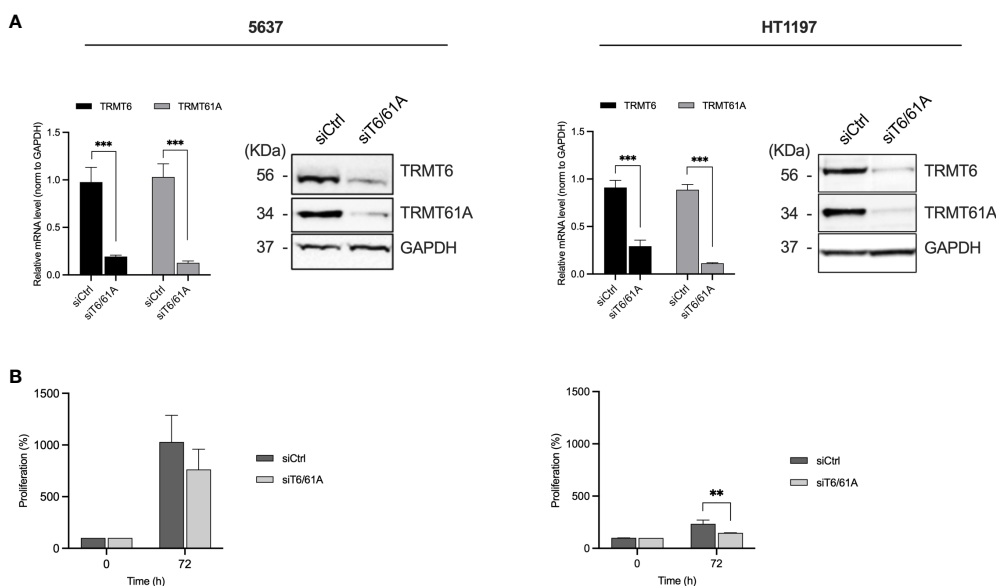 A
5637
HT1197
TRMT6 TRMT61A
Relative mRNA level (norm to GAPDH)
1.5
1.0
0.5
0.0
***
***
siCtrl
siT6/61A
siCtrl
siT6/61A
siCtrl
siT6/61A
(KDa)
56 - TRMT6
34 - TRMT61A
37 - GAPDH
TRMT6 TRMT61A
Relative mRNA level (norm to GAPDH)
1.5
1.0
0.5
0.0
***
***
siCtrl
siT6/61A
siCtrl
siT6/61A
siCtrl
siT6/61A
(KDa)
56 - TRMT6
34 - TRMT61A
37 - GAPDH
B
Proliferation (%)
1500
1000
500
0
0 72
Time (h)
siCtrl
siT6/61A
Proliferation (%)
1500
1000
500
0
**
0 72
Time (h)
siCtrl
siT6/61A